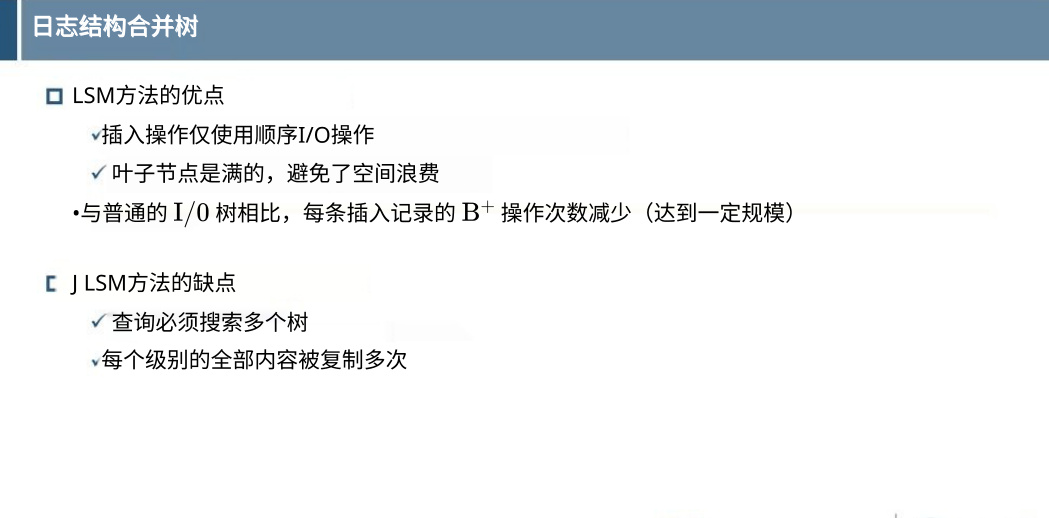 日志结构合并树
LSM方法的优点
✓插入操作仅使用顺序I/O操作
✓ 叶子节点是满的，避免了空间浪费
•与普通的 I/0 树相比，每条插入记录的 B⁺ 操作次数减少（达到一定规模）
J LSM方法的缺点
✓ 查询必须搜索多个树
✓每个级别的全部内容被复制多次